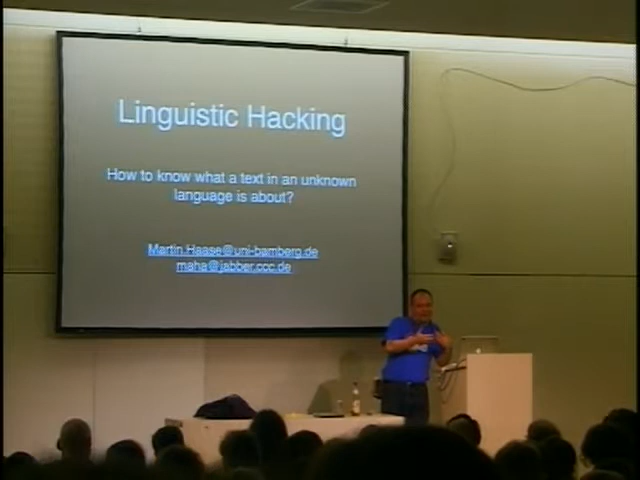 Linguistic Hacking
How to know what a text in an unknown
language is about?
Martin.Haase@uni-bamberg.de
maha@jabber.ccc.de